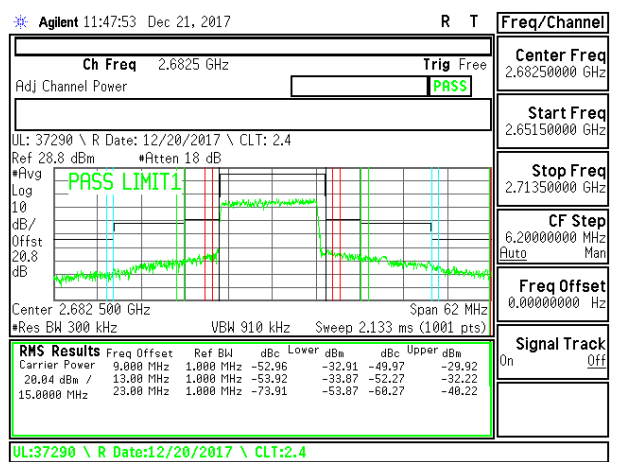 Agilent 11:47:53 Dec 21, 2017 R T
Freq/Channel
Ch Freq 2.6825 GHz Trig Free
Adj Channel Power PASS
Center Freq
2.68250000 GHz
Start Freq
2.65150000 GHz
Stop Freq
2.71350000 GHz
CF Step
6.20000000 MHz
Auto Man
Freq Offset
0.00000000 Hz
Signal Track
On Off
UL: 37290 \ R Date: 12/20/2017 \ CLT: 2.4
Ref 28.8 dBm #Atten 18 dB
#Avg
Log
10
dB/
Offst
20.8
dB
PASS LIMIT1
Center 2.682 500 GHz Span 62 MHz
#Res BW 300 kHz VBW 910 kHz Sweep 2.133 ms (1001 pts)
RMS Results Freq Offset Ref BW dBc Lower dBm dBc Upper dBm
Carrier Power 9.000 MHz 1.000 MHz -52.96 -32.91 -49.97 -29.92
20.04 dBm / 13.00 MHz 1.000 MHz -53.92 -33.87 -52.27 -32.22
15.0000 MHz 23.00 MHz 1.000 MHz -73.91 -53.87 -60.27 -40.22
UL:37290 \ R Date:12/20/2017 \ CLT:2.4